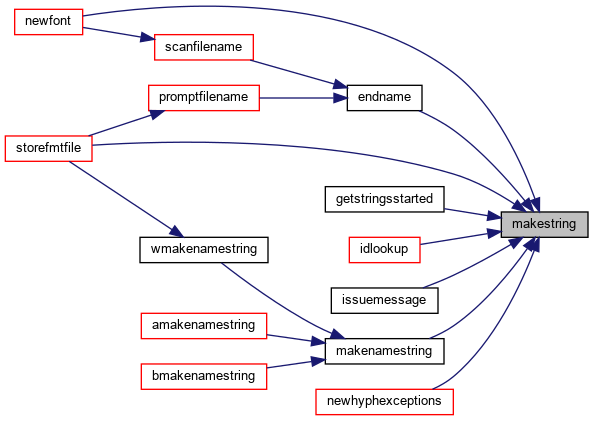 newfont
scanfilename
promptfilename
endname
storefmtfile
getstringsstarted
makestring
wmakenamestring
idlookup
issuemessage
amakenamestring
makenamestring
bmakenamestring
newhyphexceptions